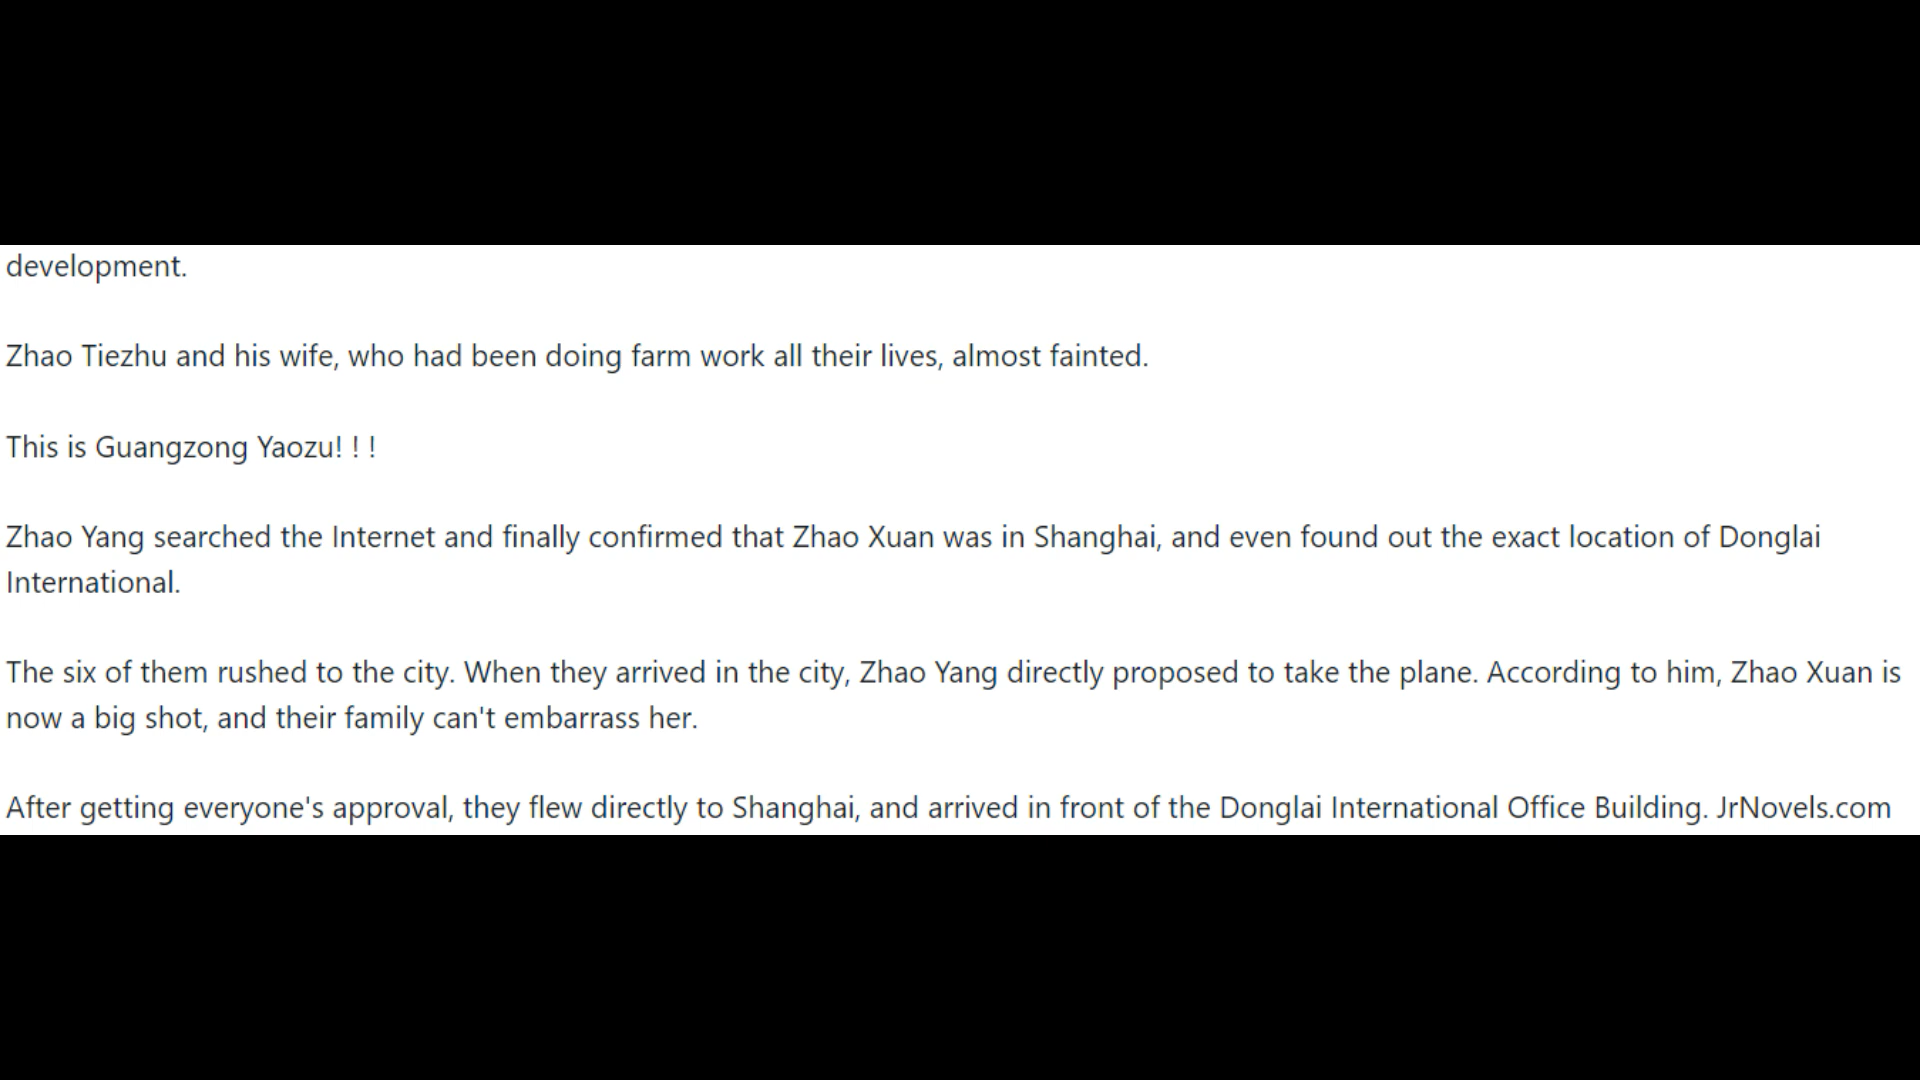 development.
Zhao Tiezhu and his wife, who had been doing farm work all their lives, almost fainted.
This is Guangzong Yaozu! ! !
Zhao Yang searched the Internet and finally confirmed that Zhao Xuan was in Shanghai, and even found out the exact location of Donglai
International.
The six of them rushed to the city. When they arrived in the city, Zhao Yang directly proposed to take the plane. According to him, Zhao Xuan is
now a big shot, and their family can't embarrass her.
After getting everyone's approval, they flew directly to Shanghai, and arrived in front of the Donglai International Office Building. JrNovels.com